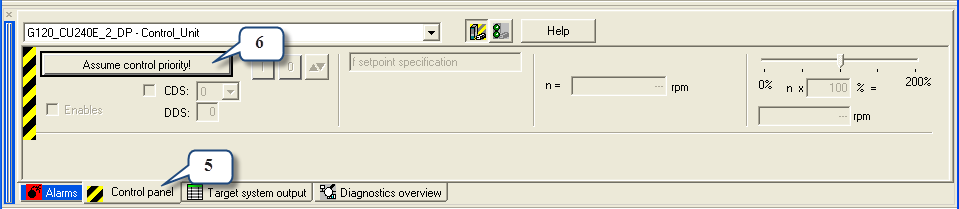 G120_CU240E_2_DP - Control_Unit
Help
6
Assume control priority!
0
f setpoint specification
CDS: 0
Enables
DDS: 0
n = --- rpm
0% n x 100 % = 200%
--- rpm
5
Alarms Control panel Target system output Diagnostics overview